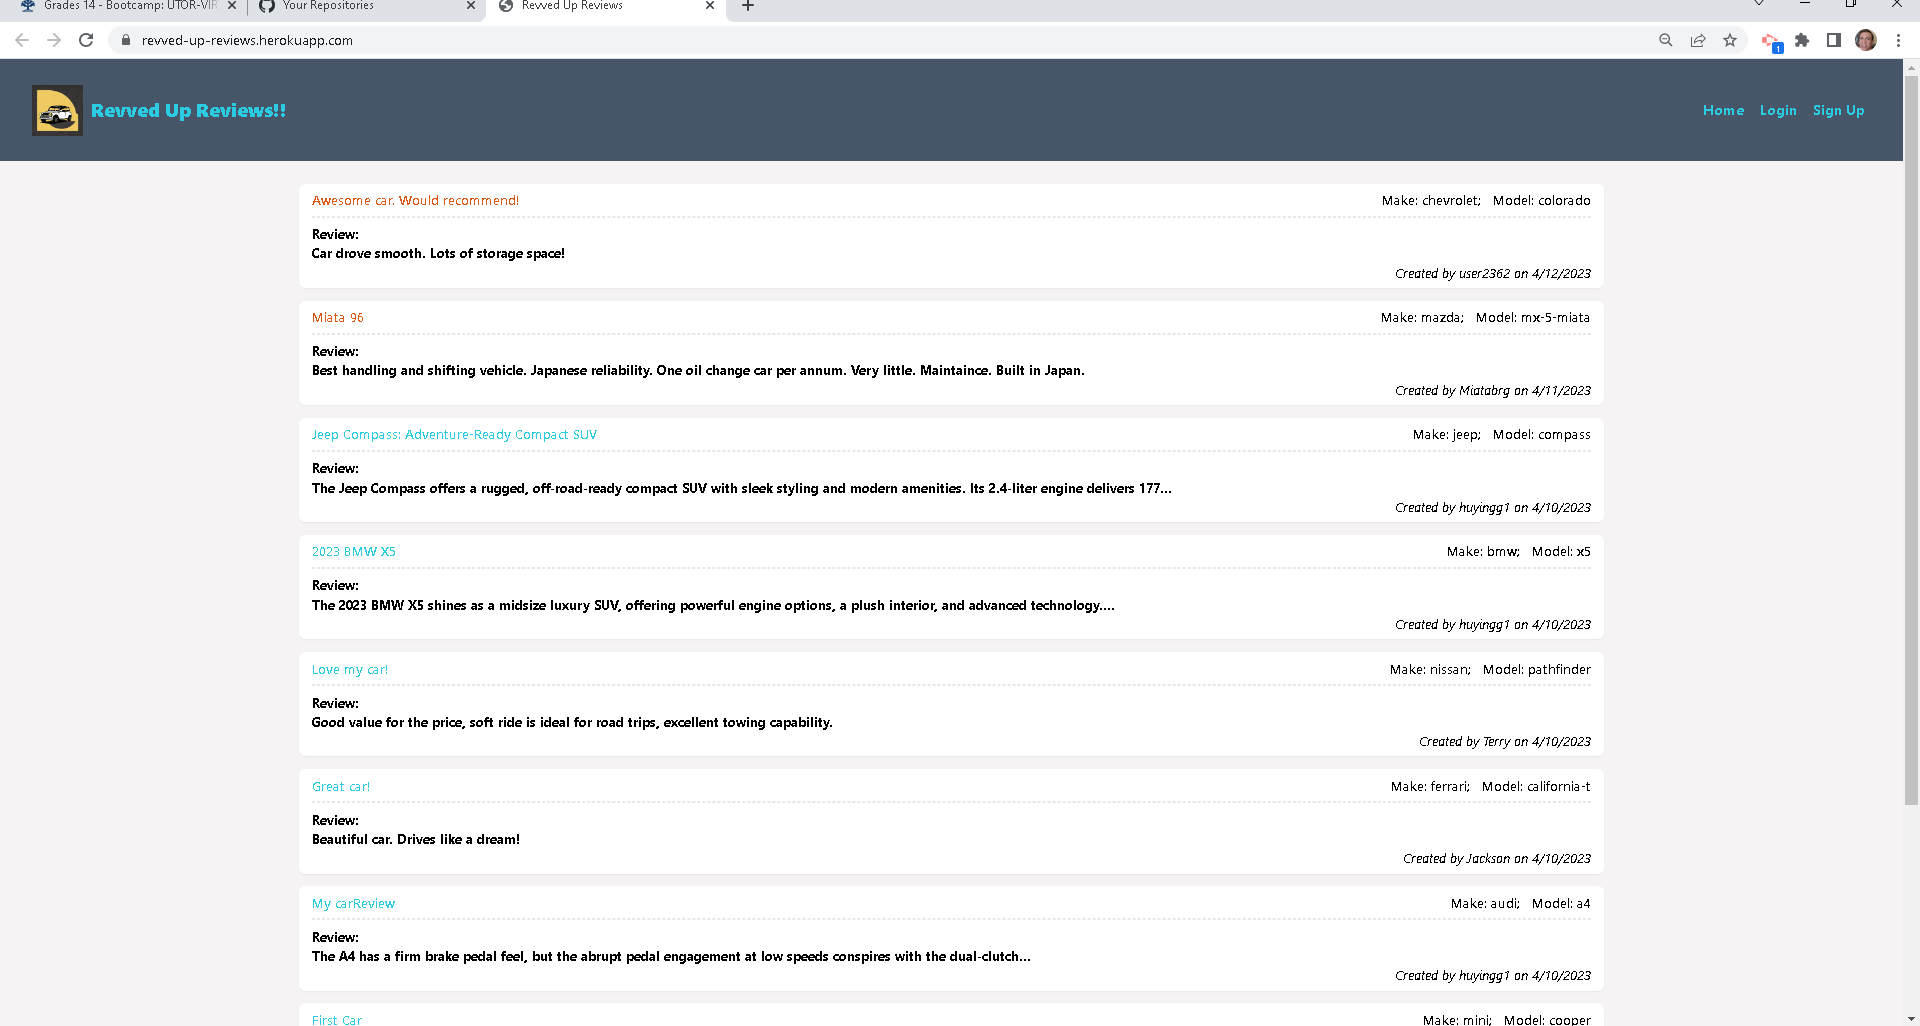 Grades 14 - Bootcamp: UTOR-VIR
Your Repositories
Revved Up Reviews
revved-up-reviews.herokuapp.com
1
Revved Up Reviews!!
Home Login Sign Up
Awesome car. Would recommend! Make: chevrolet; Model: colorado
Review:
Car drove smooth. Lots of storage space!
Created by user2362 on 4/12/2023
Miata 96 Make: mazda; Model: mx-5-miata
Review:
Best handling and shifting vehicle. Japanese reliability. One oil change car per annum. Very little. Maintaince. Built in Japan.
Created by Miatabrg on 4/11/2023
Jeep Compass: Adventure-Ready Compact SUV Make: jeep; Model: compass
Review:
The Jeep Compass offers a rugged, off-road-ready compact SUV with sleek styling and modern amenities. Its 2.4-liter engine delivers 177...
Created by huyingg1 on 4/10/2023
2023 BMW X5 Make: bmw; Model: x5
Review:
The 2023 BMW X5 shines as a midsize luxury SUV, offering powerful engine options, a plush interior, and advanced technology....
Created by huyingg1 on 4/10/2023
Love my car! Make: nissan; Model: pathfinder
Review:
Good value for the price, soft ride is ideal for road trips, excellent towing capability.
Created by Terry on 4/10/2023
Great car! Make: ferrari; Model: california-t
Review:
Beautiful car. Drives like a dream!
Created by Jackson on 4/10/2023
My carReview Make: audi; Model: a4
Review:
The A4 has a firm brake pedal feel, but the abrupt pedal engagement at low speeds conspires with the dual-clutch...
Created by huyingg1 on 4/10/2023
First Car Make: mini; Model: cooper